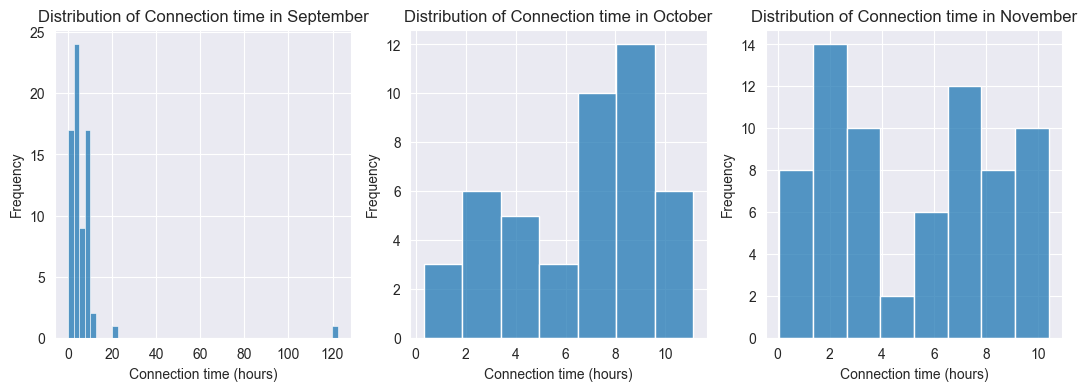 Distribution of Connection time in September
25
20
15
10
5
0
Frequency
0 20 40 60 80 100 120
Connection time (hours)
Distribution of Connection time in October
12
10
8
6
4
2
0
Frequency
0 2 4 6 8 10
Connection time (hours)
Distribution of Connection time in November
14
12
10
8
6
4
2
0
Frequency
0 2 4 6 8 10
Connection time (hours)